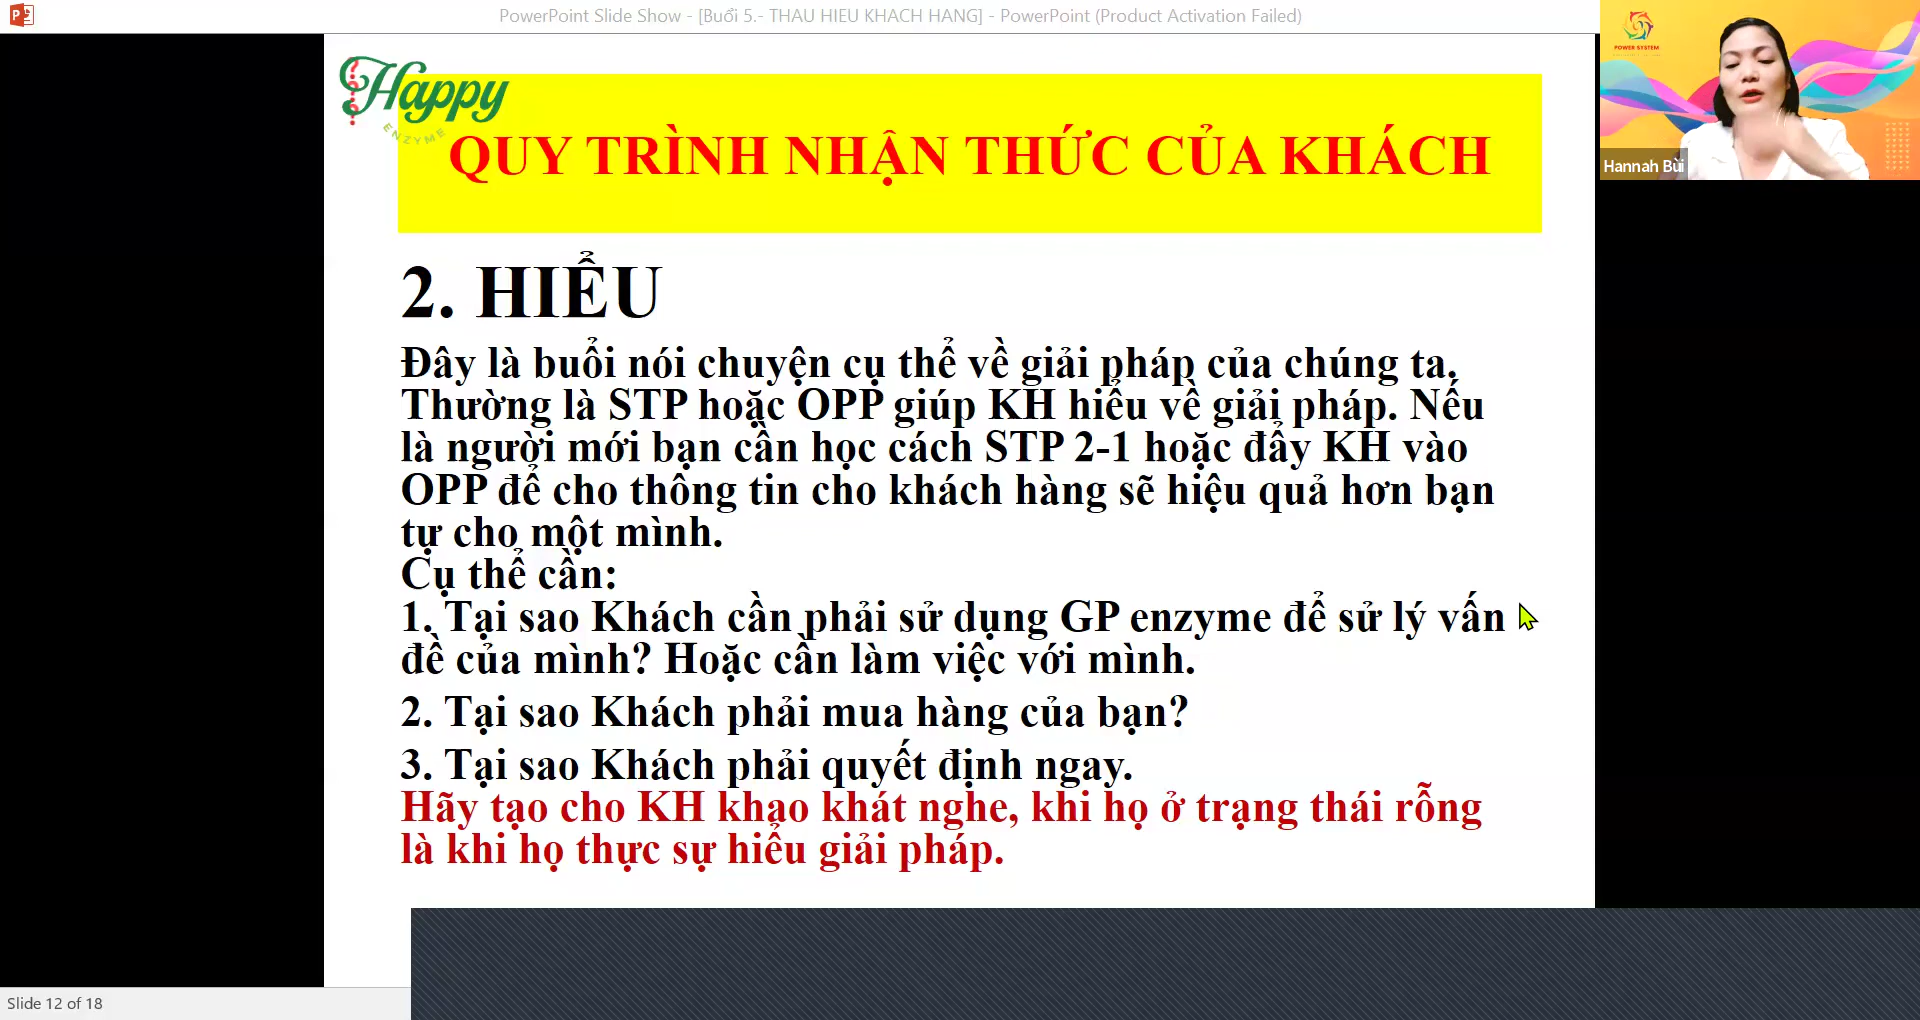 PowerPoint Slide Show - [Buổi 5.- THAU HIEU KHACH HANG] - PowerPoint (Product Activation Failed)
POWER SYSTEM
Hannah Bùi
Happy
ENZYME
QUY TRÌNH NHẬN THỨC CỦA KHÁCH
2. HIỂU
Đây là buổi nói chuyện cụ thể về giải pháp của chúng ta.
Thường là STP hoặc OPP giúp KH hiểu về giải pháp. Nếu
là người mới bạn cần học cách STP 2-1 hoặc đẩy KH vào
OPP để cho thông tin cho khách hàng sẽ hiệu quả hơn bạn
tự cho một mình.
Cụ thể cần:
1. Tại sao Khách cần phải sử dụng GP enzyme để sử lý vấn
đề của mình? Hoặc cần làm việc với mình.
2. Tại sao Khách phải mua hàng của bạn?
3. Tại sao Khách phải quyết định ngay.
Hãy tạo cho KH khao khát nghe, khi họ ở trạng thái rỗng
là khi họ thực sự hiểu giải pháp.
Slide 12 of 18